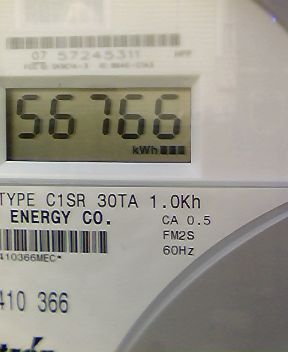 07 57245311
56766
kWh
TYPE C1SR 30TA 1.0Kh
ENERGY CO.
CA 0.5
FM2S
60Hz
410366MEC*
410 366